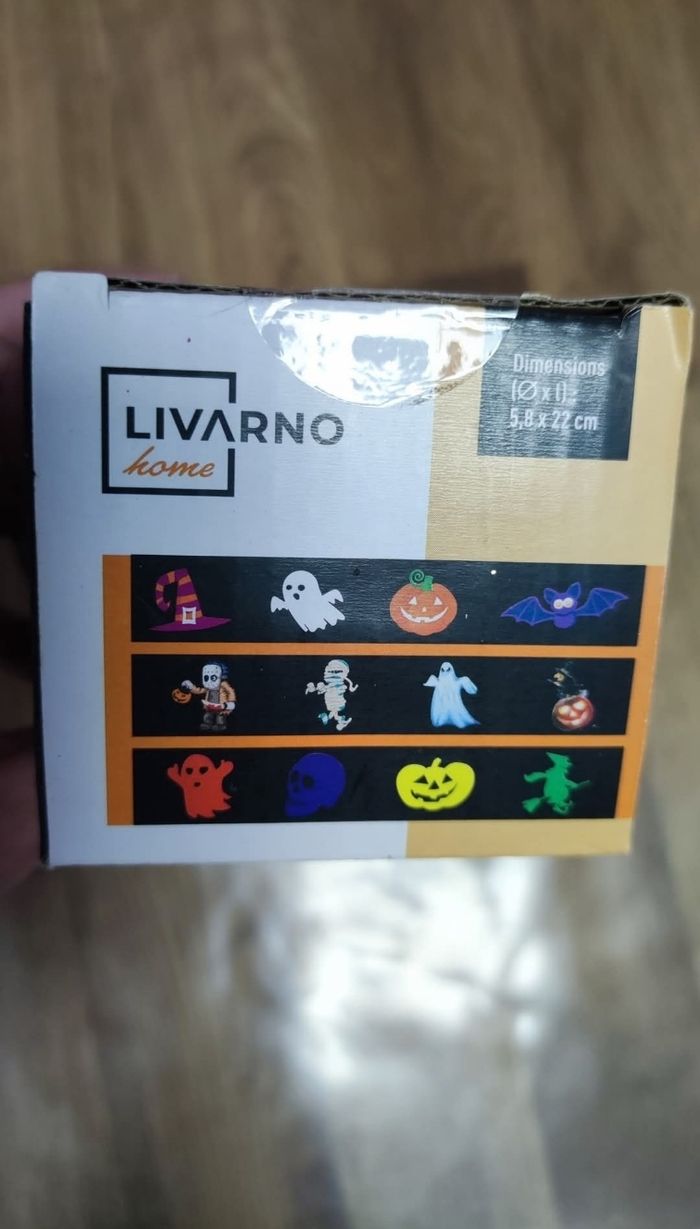 LIVARNO
home
Dimensions
(Ø x l) :
5,8 x 22 cm